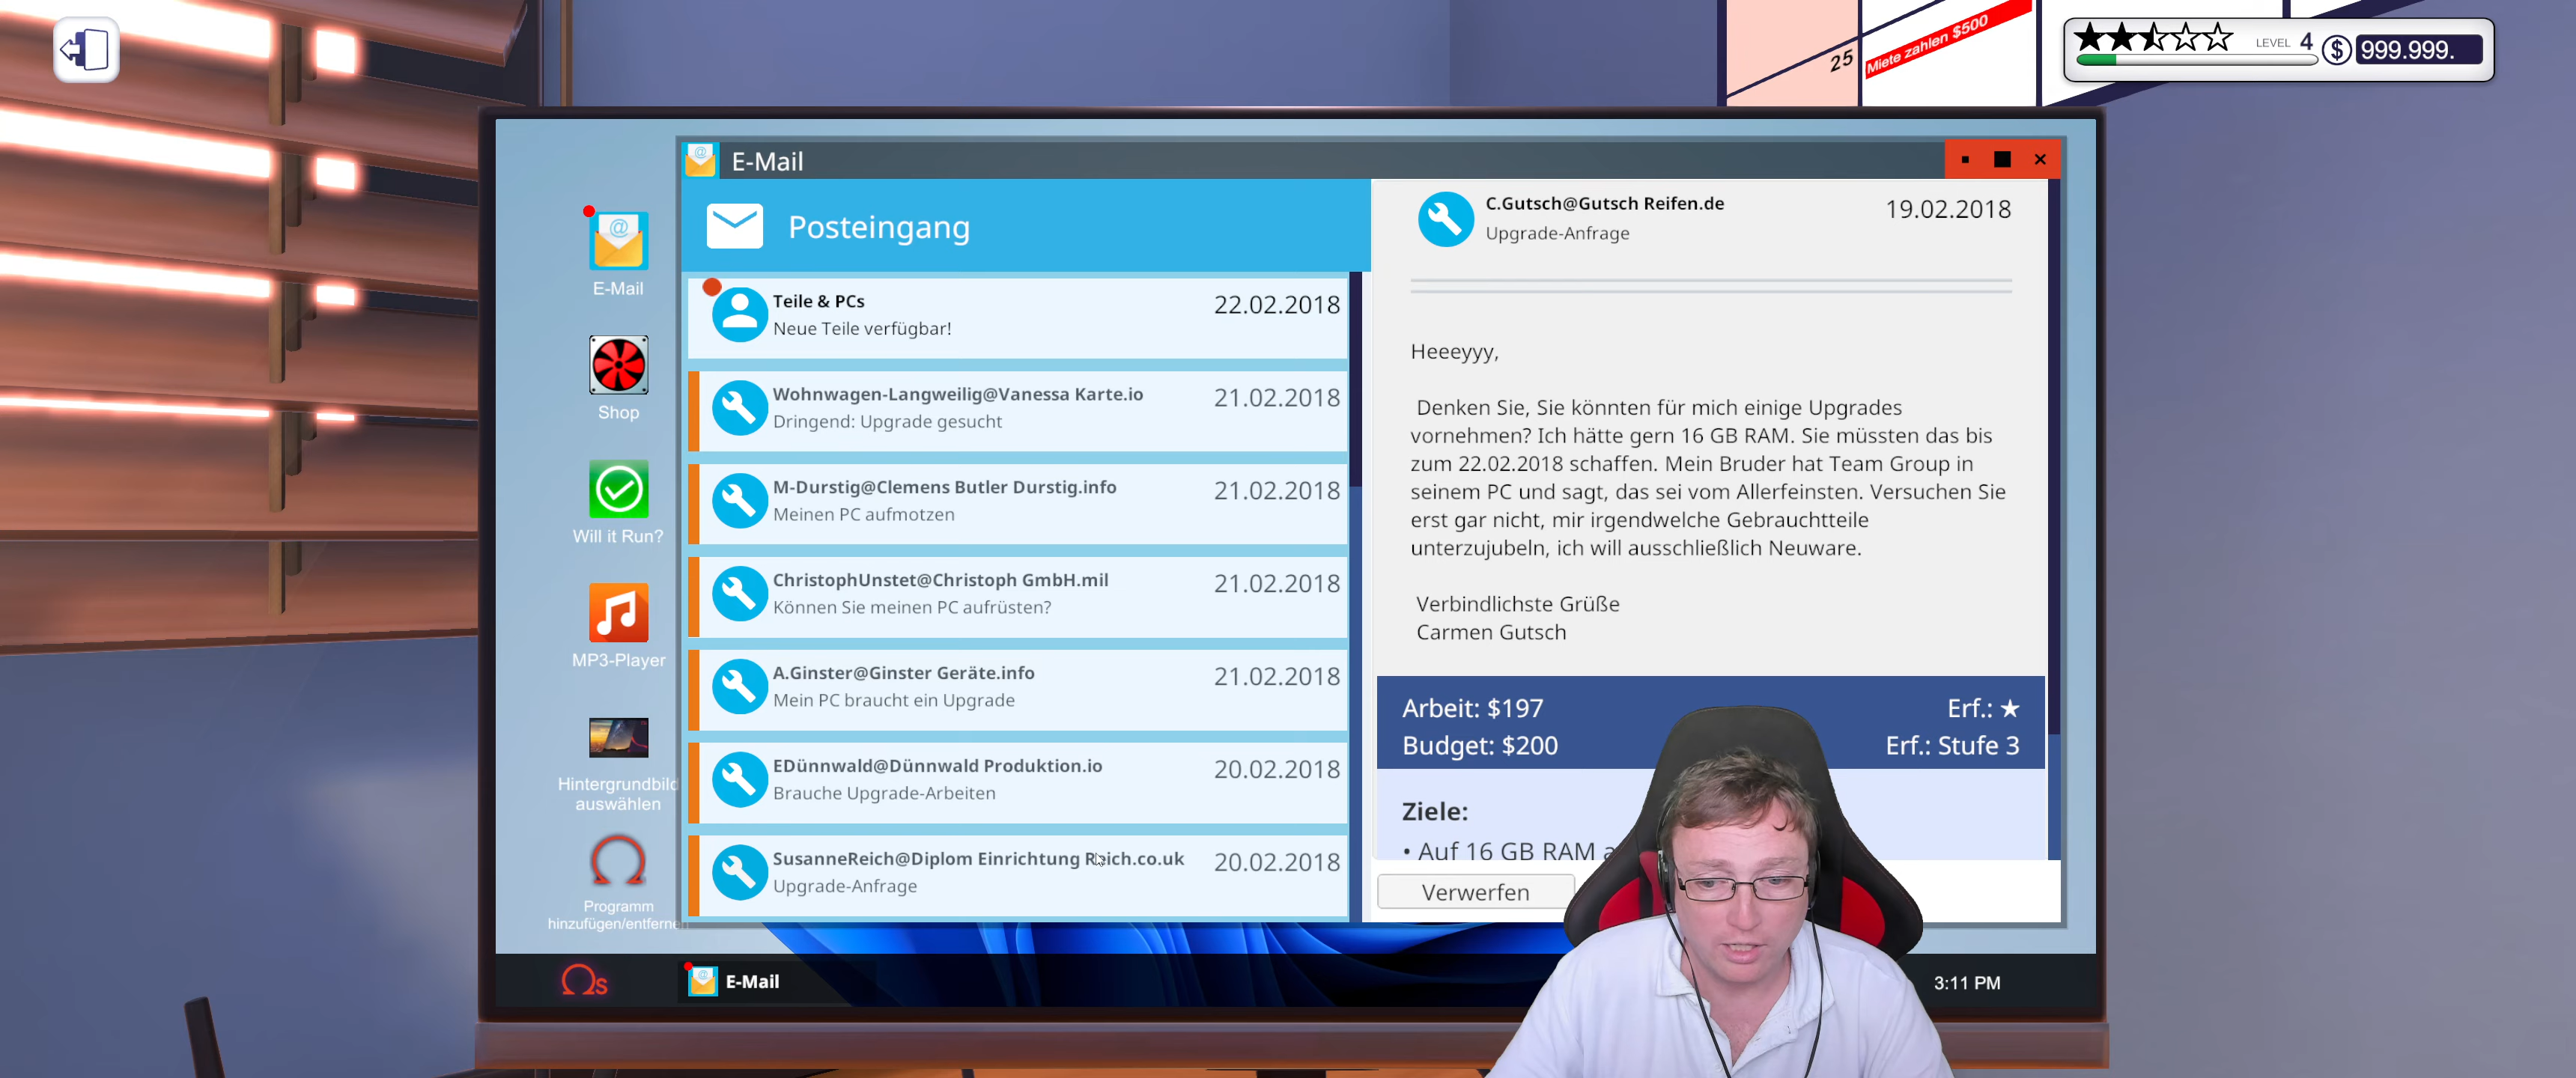 25
Miete zahlen $500
LEVEL 4
$ 999.999.
E-Mail
Posteingang
E-Mail
Shop
Will it Run?
MP3-Player
Hintergrundbild
auswählen
Programm
Teile & PCs
22.02.2018
Neue Teile verfügbar!
Wohnwagen-Langweilig@Vanessa Karte.io
21.02.2018
Dringend: Upgrade gesucht
M-Durstig@Clemens Butler Durstig.info
21.02.2018
Meinen PC aufmotzen
ChristophUnstet@Christoph GmbH.mil
21.02.2018
Können Sie meinen PC aufrüsten?
A.Ginster@Ginster Geräte.info
21.02.2018
Mein PC braucht ein Upgrade
EDünnwald@Dünnwald Produktion.io
20.02.2018
Brauche Upgrade-Arbeiten
SusanneReich@Diplom Einrichtung Reich.co.uk
20.02.2018
Upgrade-Anfrage
C.Gutsch@Gutsch Reifen.de
19.02.2018
Upgrade-Anfrage
Heeeyyy,
Denken Sie, Sie könnten für mich einige Upgrades
vornehmen? Ich hätte gern 16 GB RAM. Sie müssten das bis
zum 22.02.2018 schaffen. Mein Bruder hat Team Group in
seinem PC und sagt, das sei vom Allerfeinsten. Versuchen Sie
erst gar nicht, mir irgendwelche Gebrauchtteile
unterzujubeln, ich will ausschließlich Neuware.
Verbindlichste Grüße
Carmen Gutsch
Arbeit: $197
Erf.: ★
Budget: $200
Erf.: Stufe 3
Ziele:
• Auf 16 GB RAM
Verwerfen
Ωs
E-Mail
3:11 PM